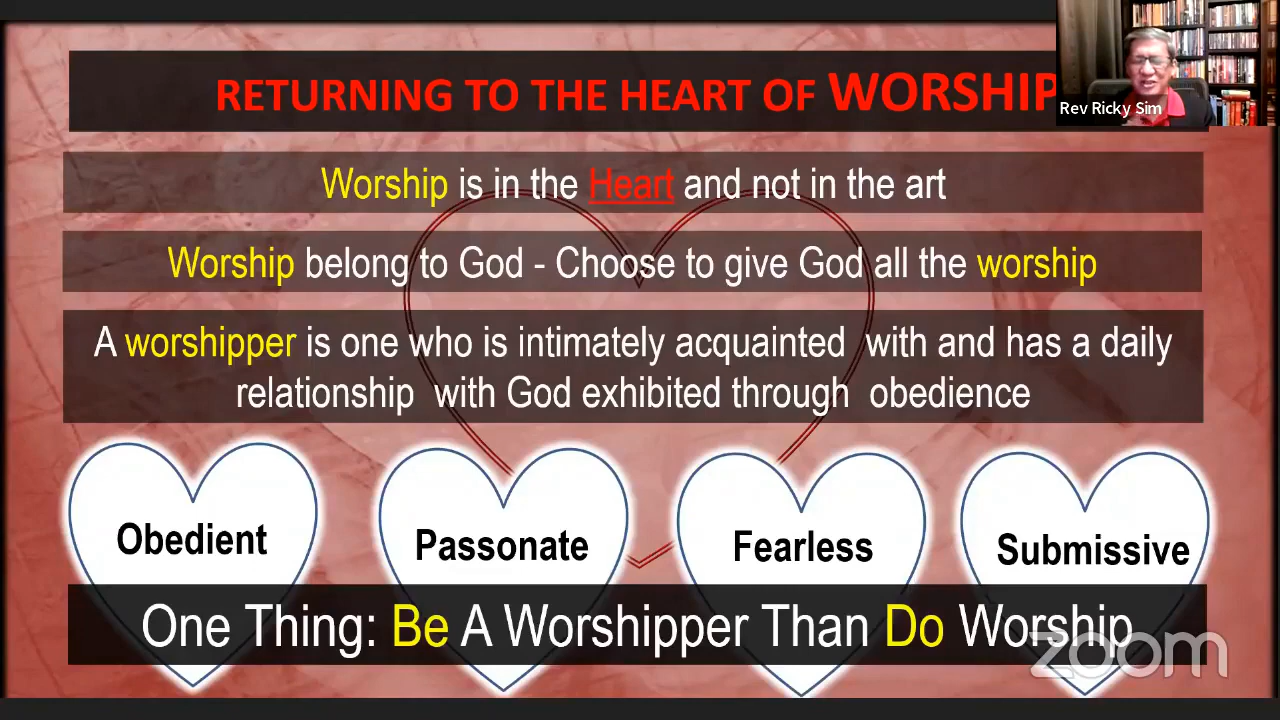 RETURNING TO THE HEART OF WORSHIP
Rev Ricky Sim
Worship is in the Heart and not in the art
Worship belong to God - Choose to give God all the worship
A worshipper is one who is intimately acquainted with and has a daily
relationship with God exhibited through obedience
Obedient
Passonate
Fearless
Submissive
One Thing: Be A Worshipper Than Do Worship
zoom